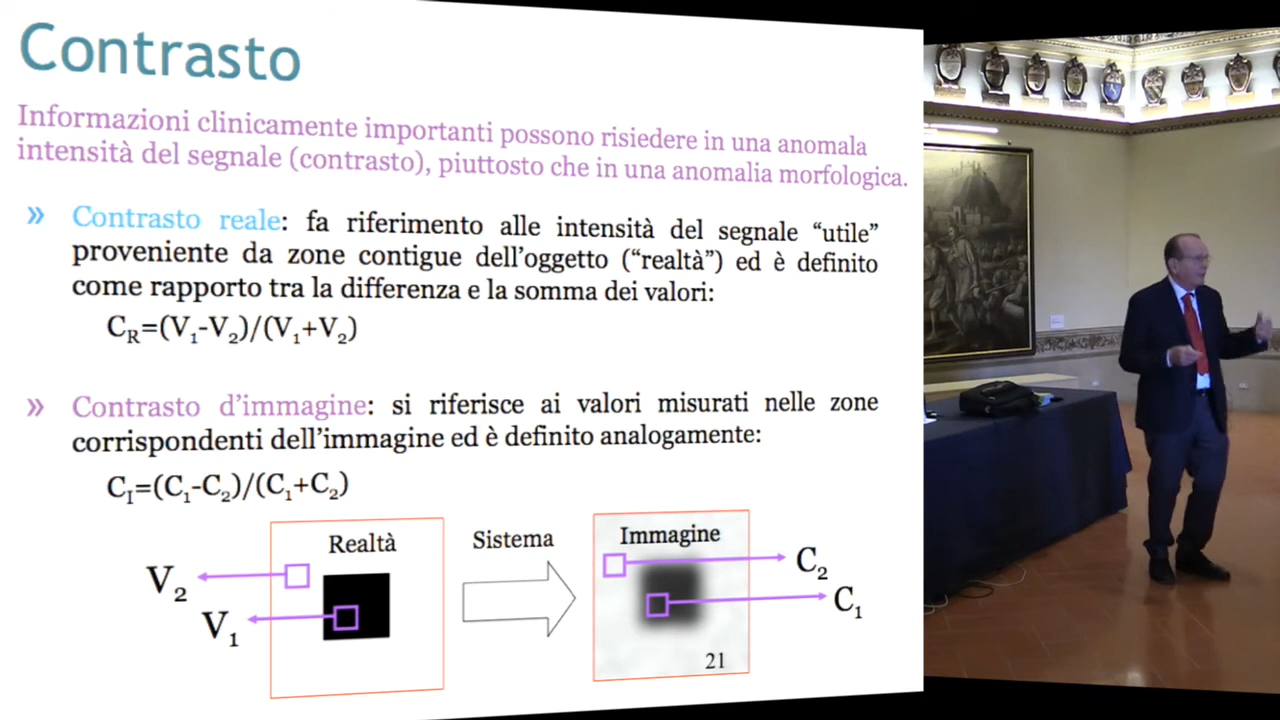 Contrasto
Informazioni clinicamente importanti possono risiedere in una anomala
intensità del segnale (contrasto), piuttosto che in una anomalia morfologica.
» Contrasto reale: fa riferimento alle intensità del segnale “utile”
proveniente da zone contigue dell’oggetto (“realtà”) ed è definito
come rapporto tra la differenza e la somma dei valori:
C_R=(V₁-V₂)/(V₁+V₂)
» Contrasto d’immagine: si riferisce ai valori misurati nelle zone
corrispondenti dell’immagine ed è definito analogamente:
C_I=(C₁-C₂)/(C₁+C₂)
Realtà
Sistema
Immagine
V₂
V₁
C₂
C₁
21